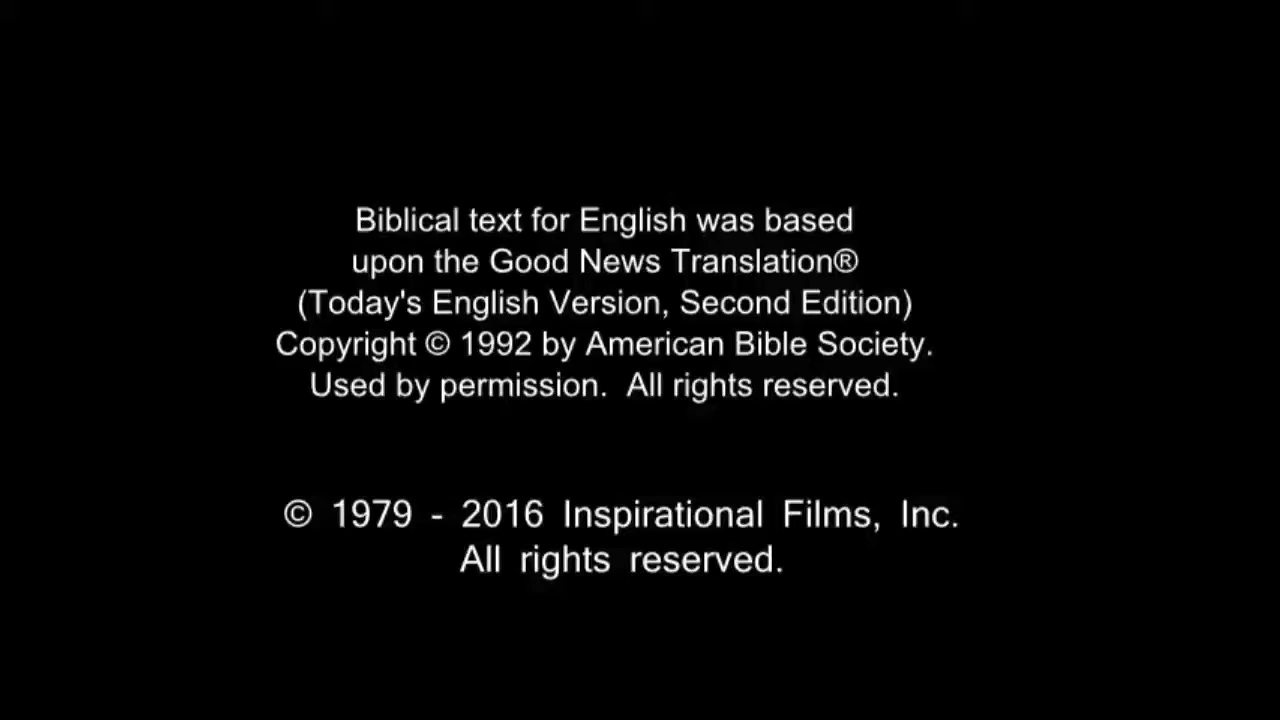 Biblical text for English was based
upon the Good News Translation®
(Today's English Version, Second Edition)
Copyright © 1992 by American Bible Society.
Used by permission.  All rights reserved.
© 1979 - 2016 Inspirational Films, Inc.
All rights reserved.